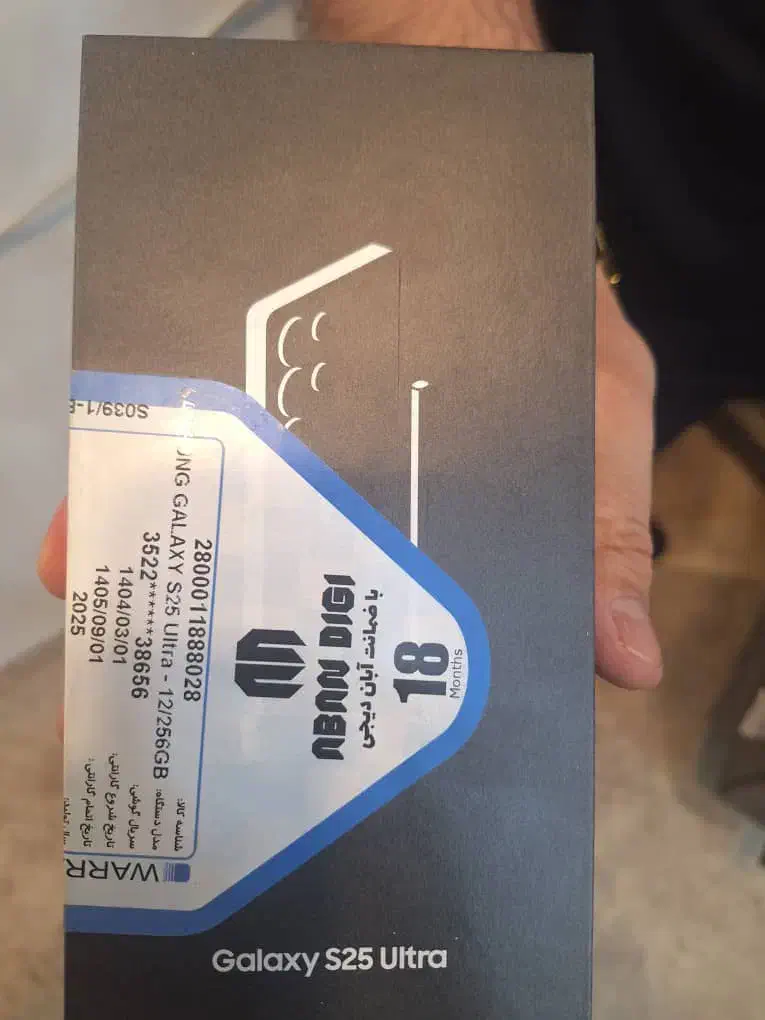 S039/1-
NG GALAXY S25 Ultra - 12/256GB
2800011888028
3522******38656
1404/03/01
1405/09/01
2025
شناسه کالا:
مدل دستگاه:
سریال گوشی:
تاریخ شروع گارانتی:
تاریخ اتمام گارانتی:
WARR
ABAN DIGI
با ضمانت آبان دیجی
18
Months
Galaxy S25 Ultra